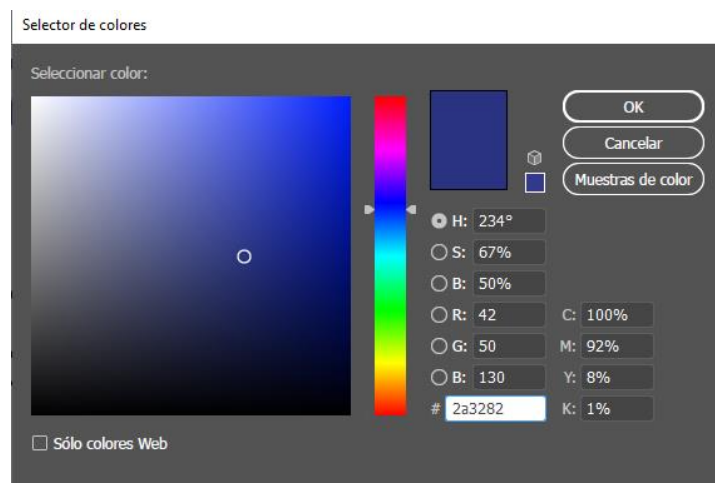 Selector de colores
Seleccionar color:
OK
Cancelar
Muestras de color
H: 234°
S: 67%
B: 50%
R: 42 C: 100%
G: 50 M: 92%
B: 130 Y: 8%
# 2a3282 K: 1%
Sólo colores Web